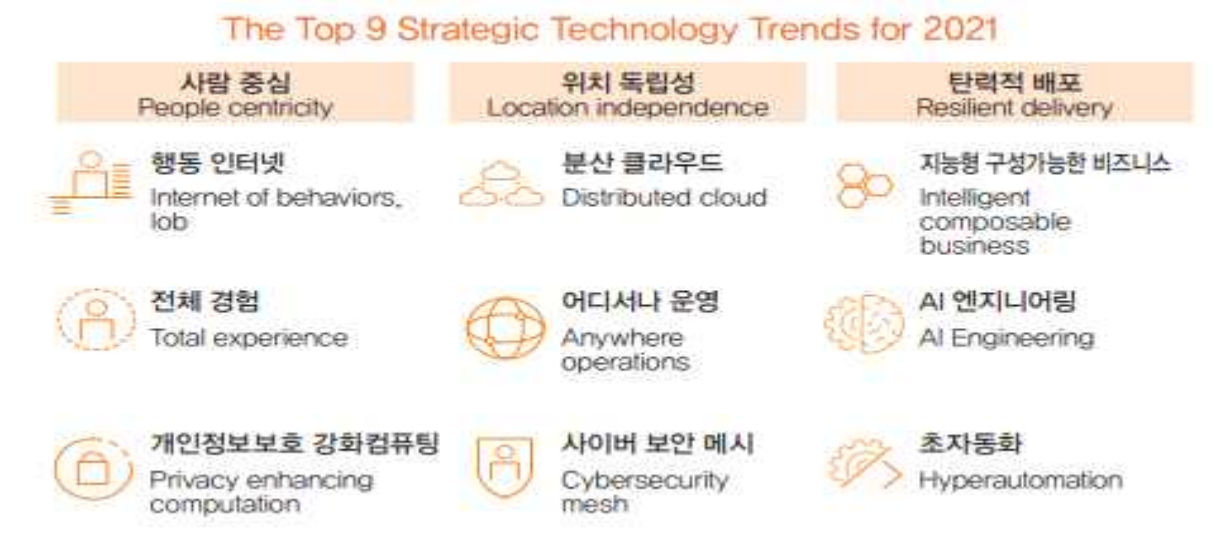 The Top 9 Strategic Technology Trends for 2021
사람 중심
People centricity
행동 인터넷
Internet of behaviors,
lob
전체 경험
Total experience
개인정보보호 강화컴퓨팅
Privacy enhancing
computation
위치 독립성
Location independence
분산 클라우드
Distributed cloud
어디서나 운영
Anywhere
operations
사이버 보안 메시
Cybersecurity
mesh
탄력적 배포
Resilient delivery
지능형 구성가능한 비즈니스
Intelligent
composable
business
AI 엔지니어링
AI Engineering
초자동화
Hyperautomation